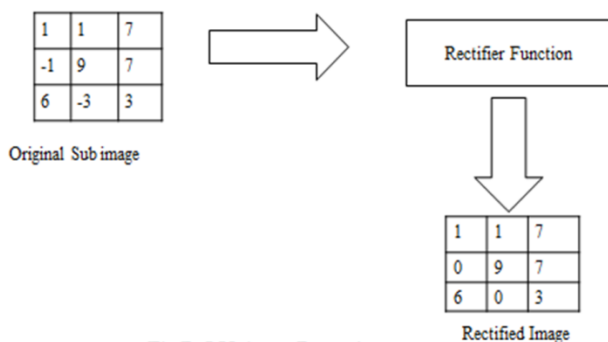 1 1 7
-1 9 7
6 -3 3
Original Sub image
Rectifier Function
1 1 7
0 9 7
6 0 3
Rectified Image